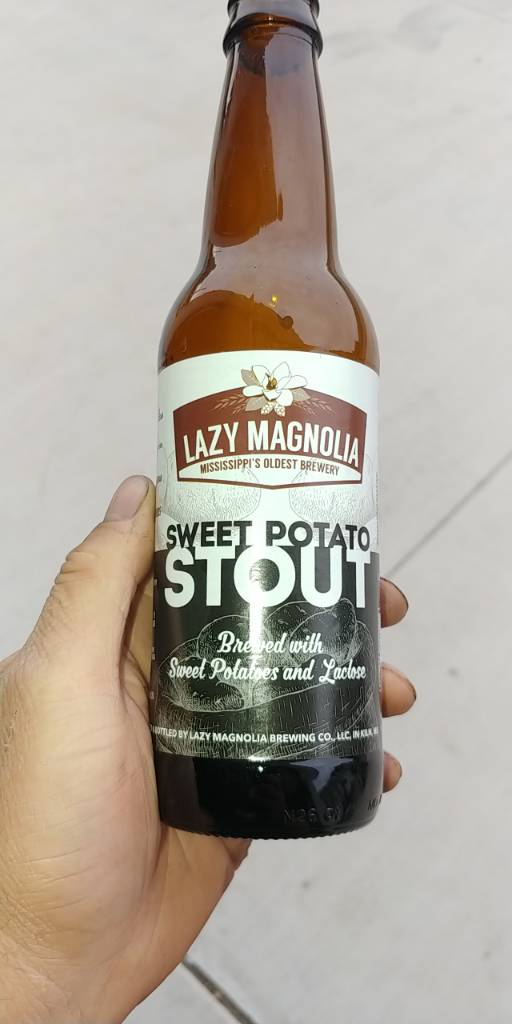 LAZY MAGNOLIA
MISSISSIPPI'S OLDEST BREWERY
SWEET POTATO
STOUT
Brewed with
Sweet Potatoes and Lactose
BOTTLED BY LAZY MAGNOLIA BREWING CO., LLC, IN KILN,
N26